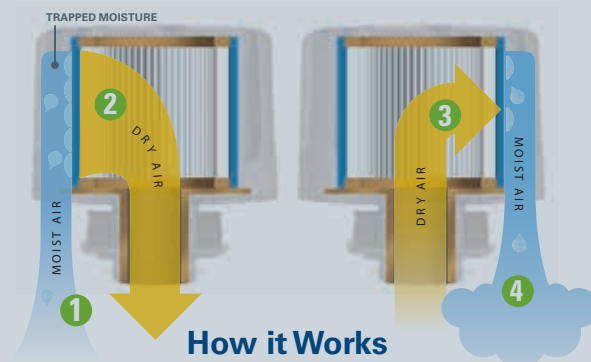 TRAPPED MOISTURE
2
DRY AIR
MOIST AIR
1
3
DRY AIR
MOIST AIR
4
How it Works